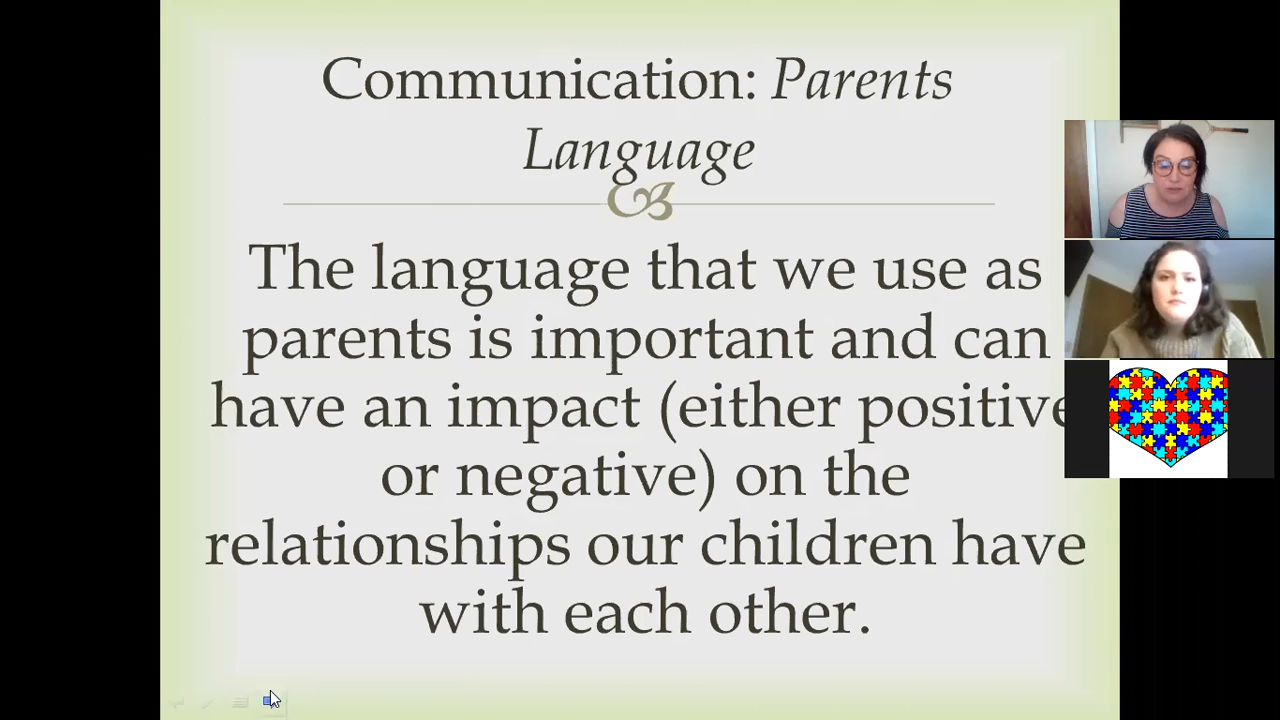 Communication: Parents
Language
The language that we use as
parents is important and can
have an impact (either positive
or negative) on the
relationships our children have
with each other.